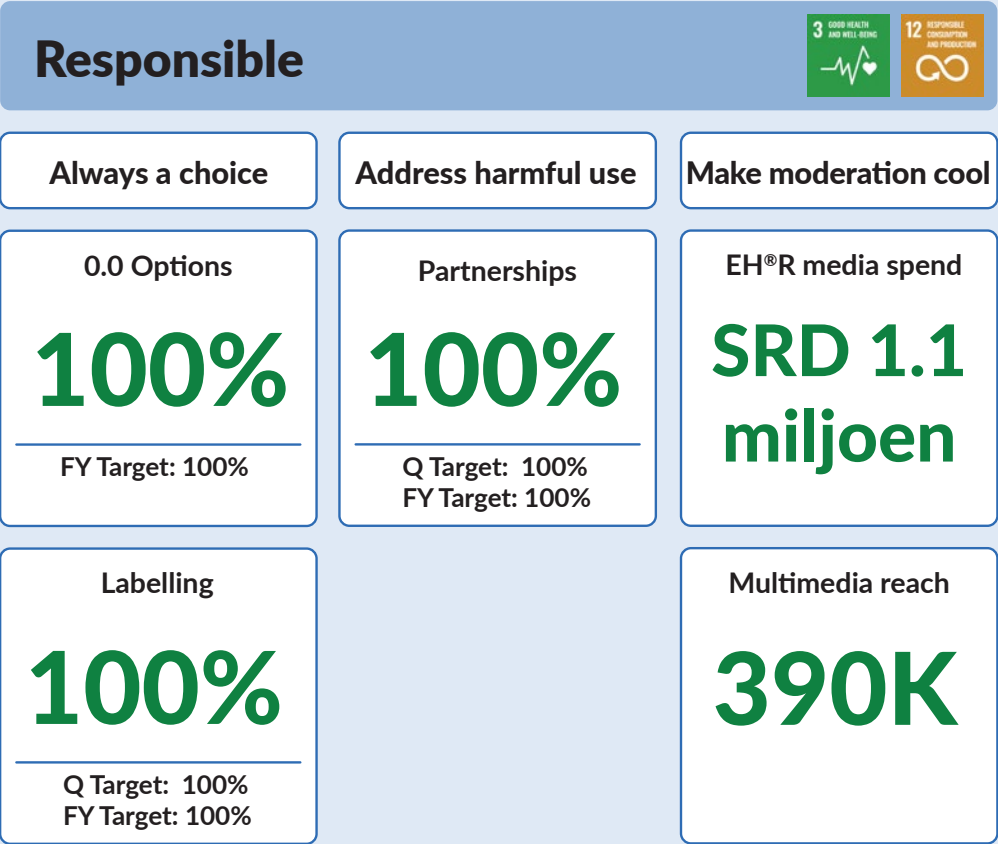 Responsible
3 GOOD HEALTH
AND WELL-BEING
12 RESPONSIBLE
CONSUMPTION
AND PRODUCTION
Always a choice
Address harmful use
Make moderation cool
0.0 Options
100%
FY Target: 100%
Partnerships
100%
Q Target: 100%
FY Target: 100%
EH®R media spend
SRD 1.1
miljoen
Labelling
100%
Q Target: 100%
FY Target: 100%
Multimedia reach
390K